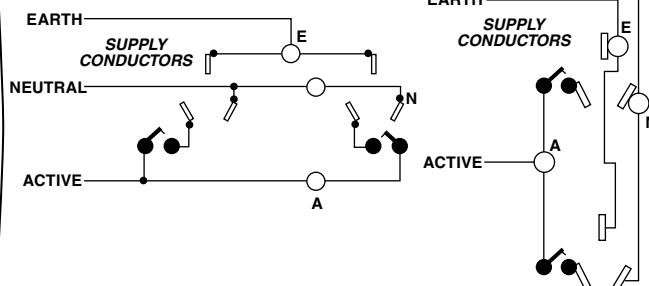 EARTH
E
SUPPLY
CONDUCTORS
NEUTRAL
N
ACTIVE
A
SUPPLY
CONDUCTORS
E
A
ACTIVE